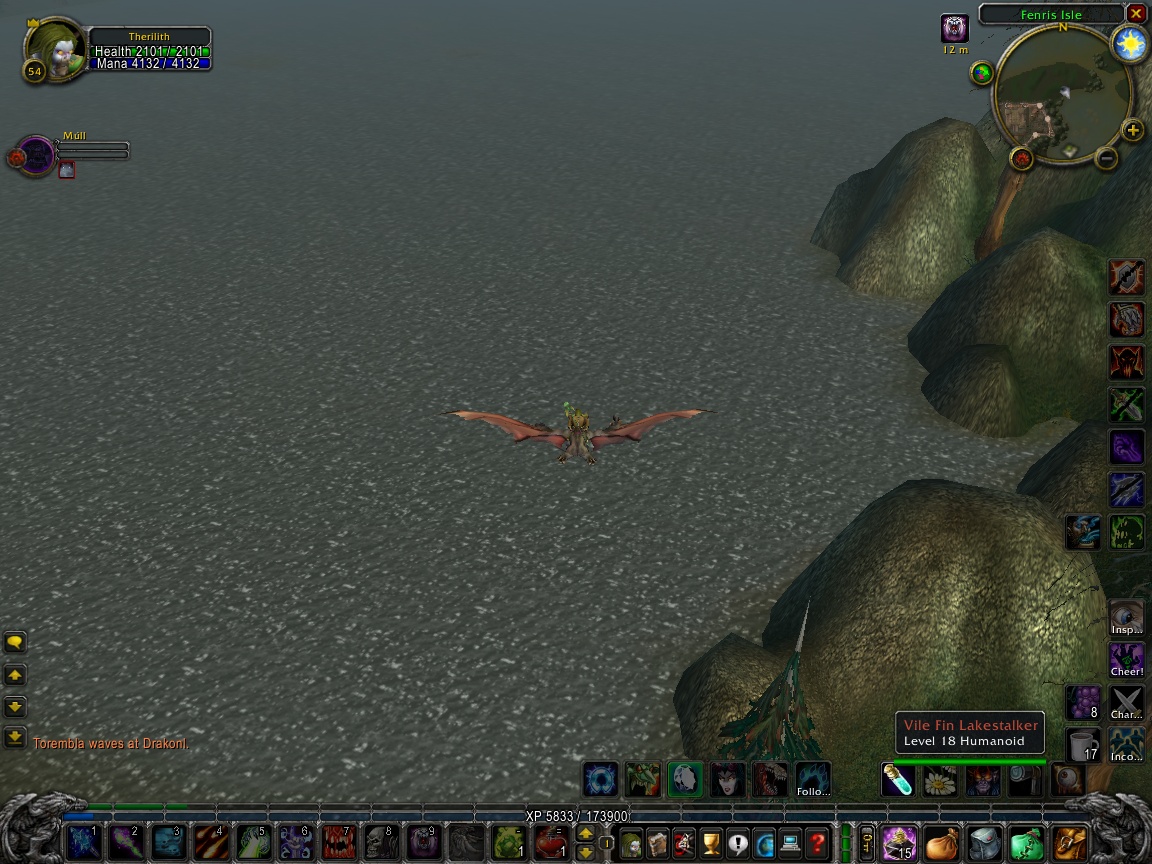 Therilith
Health 2101 / 2101
Mana 4132 / 4132
54
Fenris Isle
N
12 m
Múll
Insp...
Cheer!
8
Char...
17
Inco...
Vile Fin Lakestalker
Level 18 Humanoid
Torembla waves at Drakonl.
Follo...
XP 5833 / 173900
1
2
3
4
5
6
7
8
9
-
=
1
1
1
15